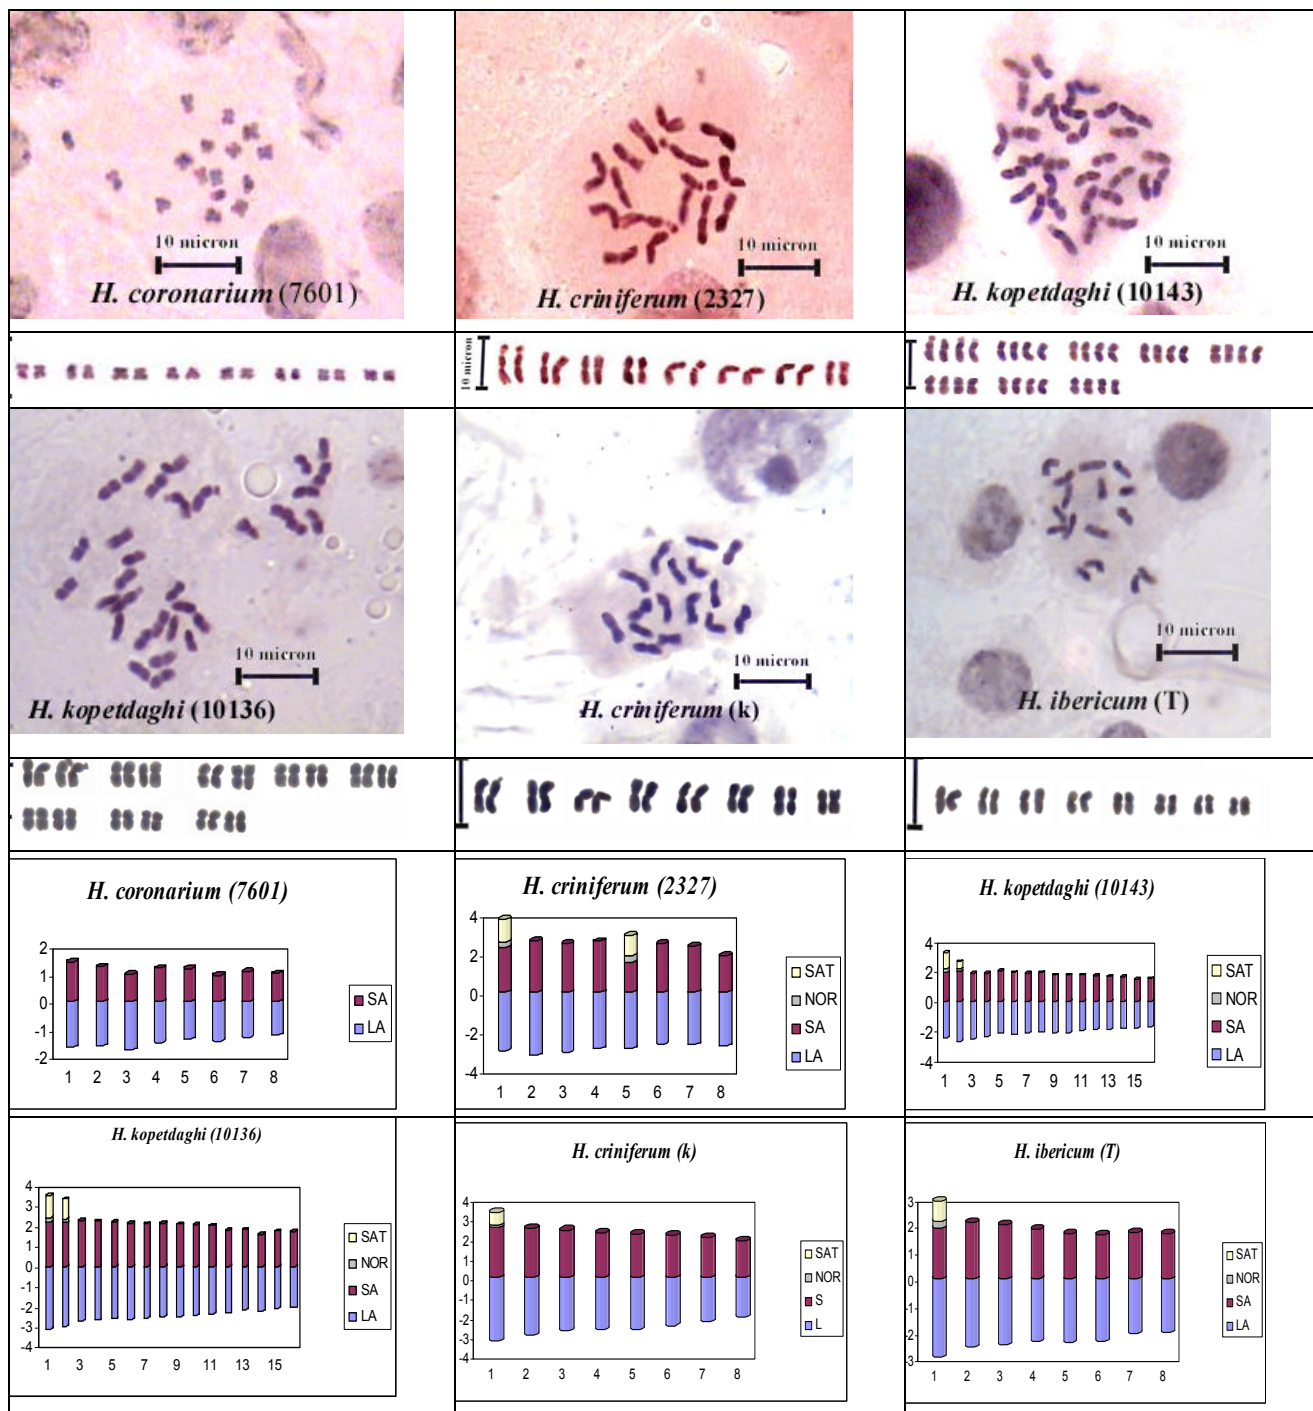 10 micron
H. coronarium (7601)
10 micron
H. criniferum (2327)
10 micron
H. kopetdaghi (10143)
10 micron
10 micron
H. kopetdaghi (10136)
10 micron
H. criniferum (k)
10 micron
H. ibericum (T)
H. coronarium (7601)
2
1
0
-1
-2
1 2 3 4 5 6 7 8
SA
LA
H. criniferum (2327)
4
2
0
-2
-4
1 2 3 4 5 6 7 8
SAT
NOR
SA
LA
H. kopetdaghi (10143)
4
2
0
-2
-4
1 3 5 7 9 11 13 15
SAT
NOR
SA
LA
H. kopetdaghi (10136)
4
3
2
1
0
-1
-2
-3
-4
1 3 5 7 9 11 13 15
SAT
NOR
SA
LA
H. criniferum (k)
4
3
2
1
0
-1
-2
-3
-4
1 2 3 4 5 6 7 8
SAT
NOR
S
L
H. ibericum (T)
3
2
1
0
-1
-2
-3
1 2 3 4 5 6 7 8
SAT
NOR
SA
LA